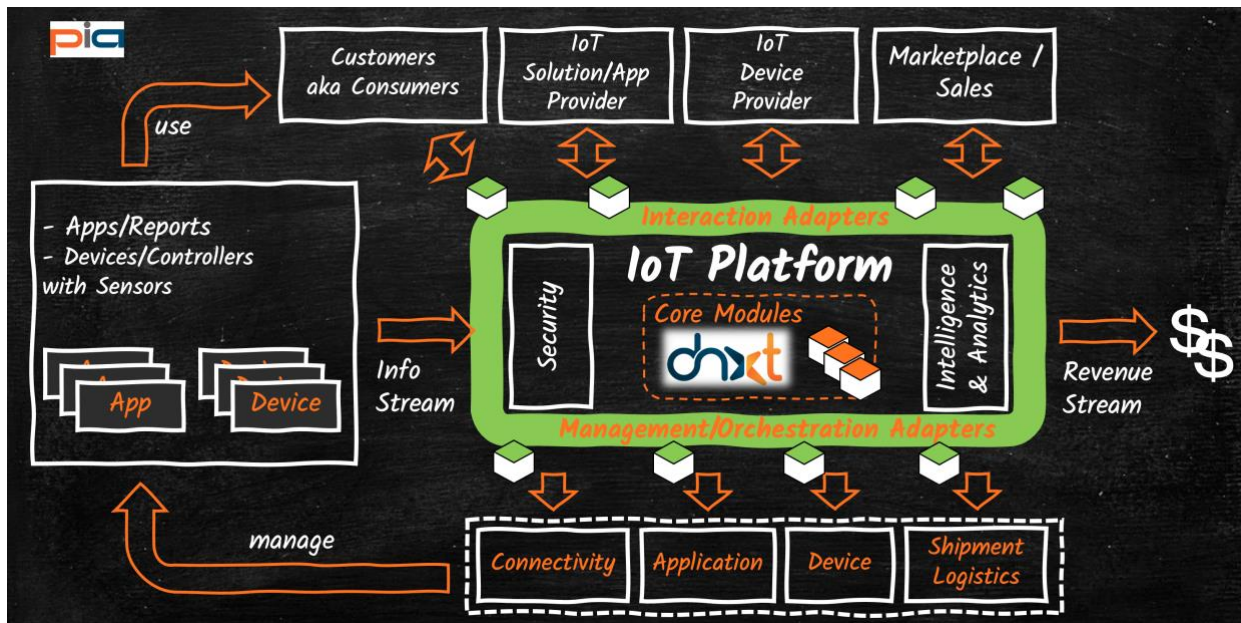 pia
Customers
aka Consumers
IoT
Solution/App
Provider
IoT
Device
Provider
Marketplace /
Sales
use
- Apps/Reports
- Devices/Controllers
with Sensors
App
Device
Info
Stream
Interaction Adapters
IoT Platform
Security
Core Modules
dnxt
Intelligence
& Analytics
Management/Orchestration Adapters
Revenue
Stream
$
$
manage
Connectivity
Application
Device
Shipment
Logistics